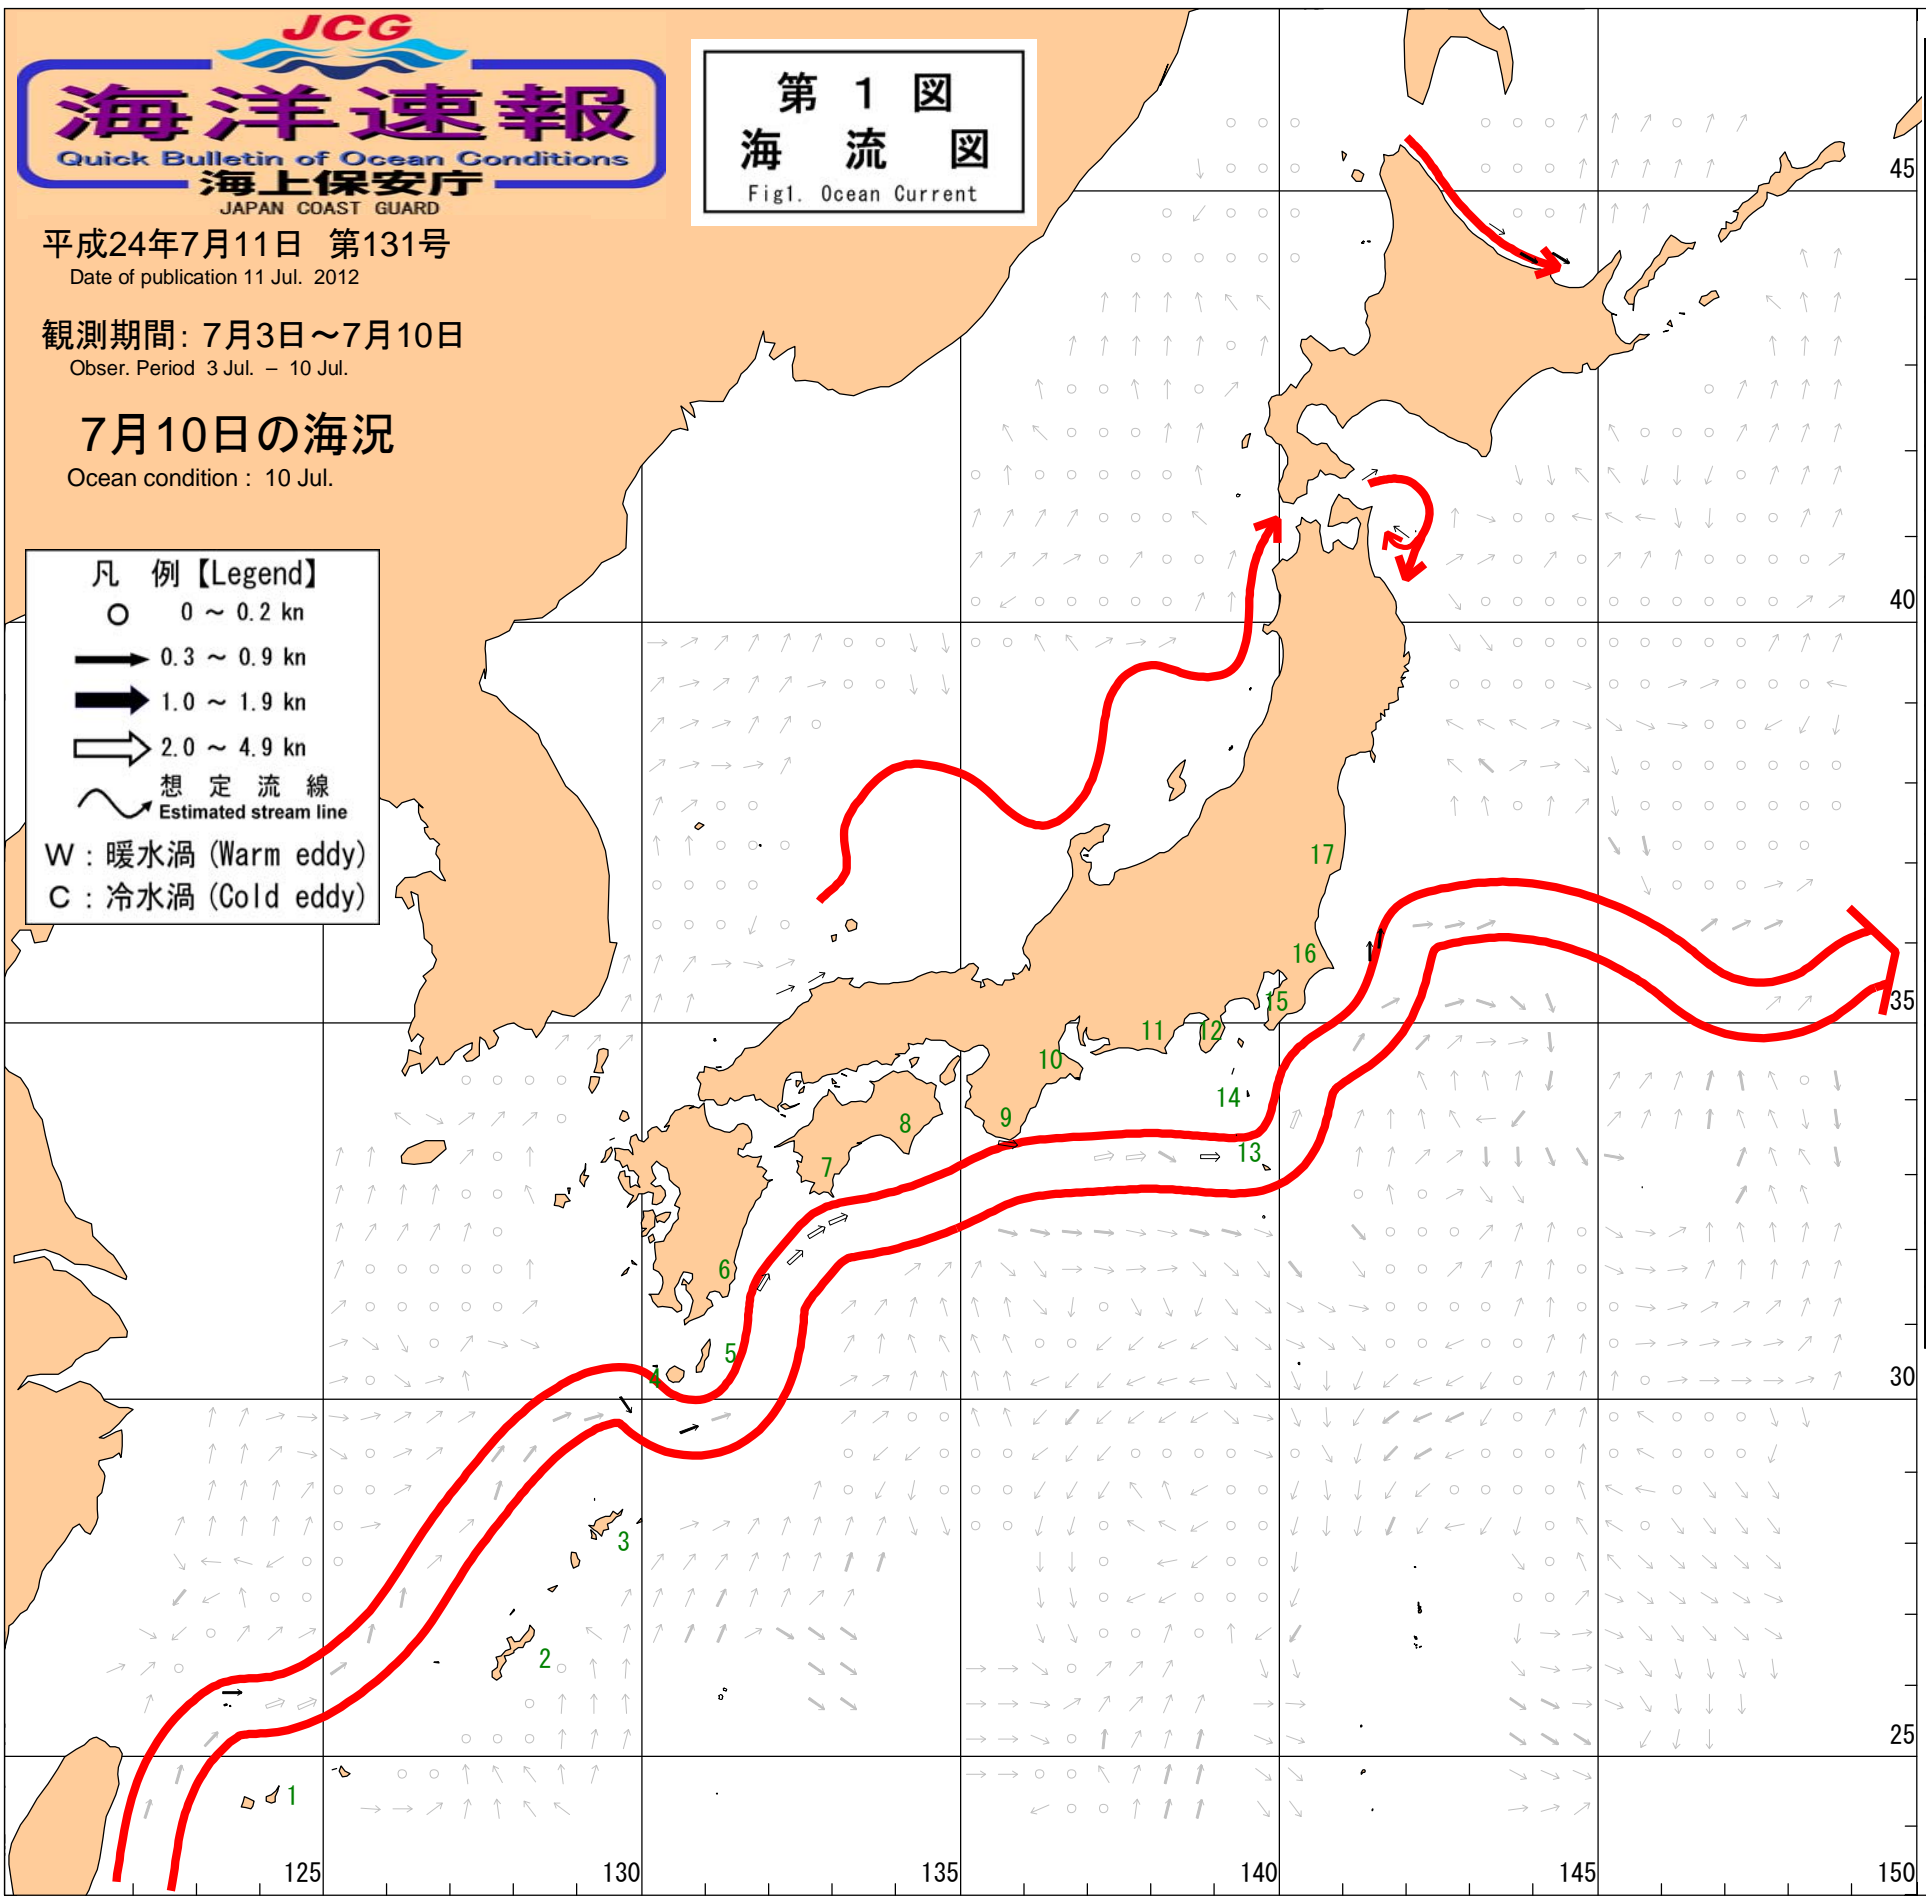 JCG
海洋速報
Quick Bulletin of Ocean Conditions
海上保安庁
JAPAN COAST GUARD
第 1 図
海 流 図
Fig1. Ocean Current
平成24年7月11日 第131号
Date of publication 11 Jul. 2012
観測期間: 7月3日～7月10日
Obser. Period 3 Jul. – 10 Jul.
7月10日の海況
Ocean condition : 10 Jul.
凡 例【Legend】
0 ～ 0.2 kn
0.3 ～ 0.9 kn
1.0 ～ 1.9 kn
2.0 ～ 4.9 kn
想 定 流 線
Estimated stream line
W : 暖水渦 (Warm eddy)
C : 冷水渦 (Cold eddy)
45
40
35
30
25
17
16
15
12
11
10
14
13
9
8
7
6
5
4
3
2
1
125
130
135
140
145
150